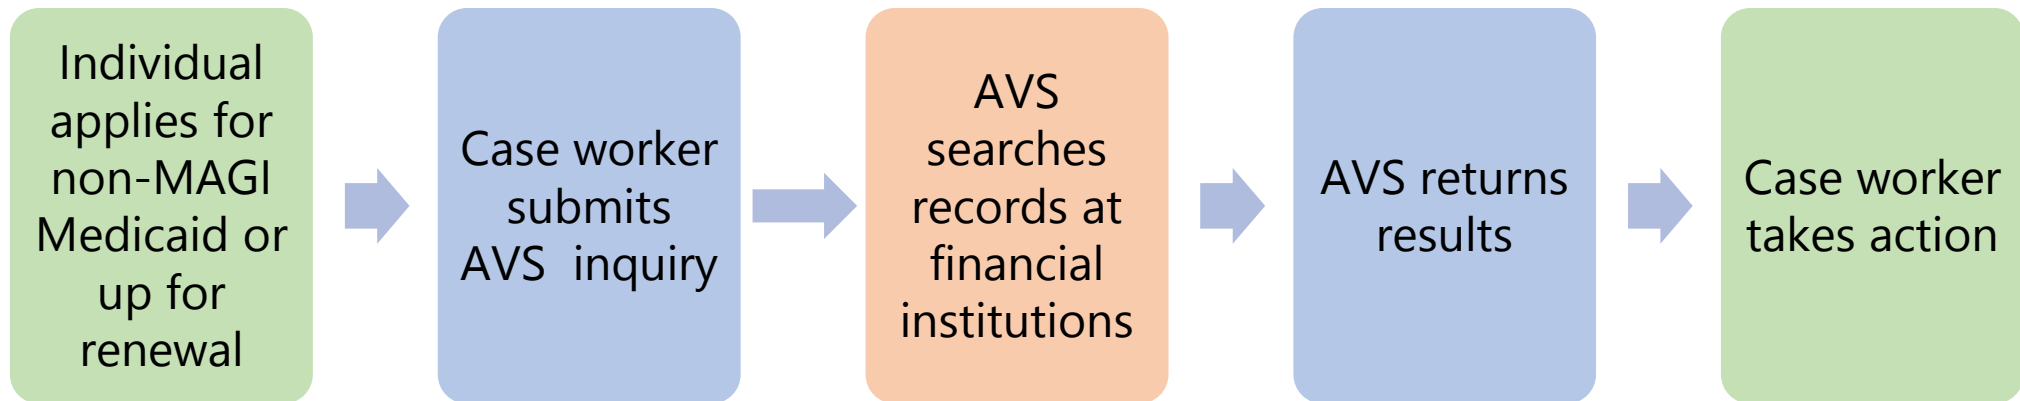 Individual
applies for
non-MAGI
Medicaid or
up for
renewal
Case worker
submits
AVS  inquiry
AVS
searches
records at
financial
institutions
AVS returns
results
Case worker
takes action